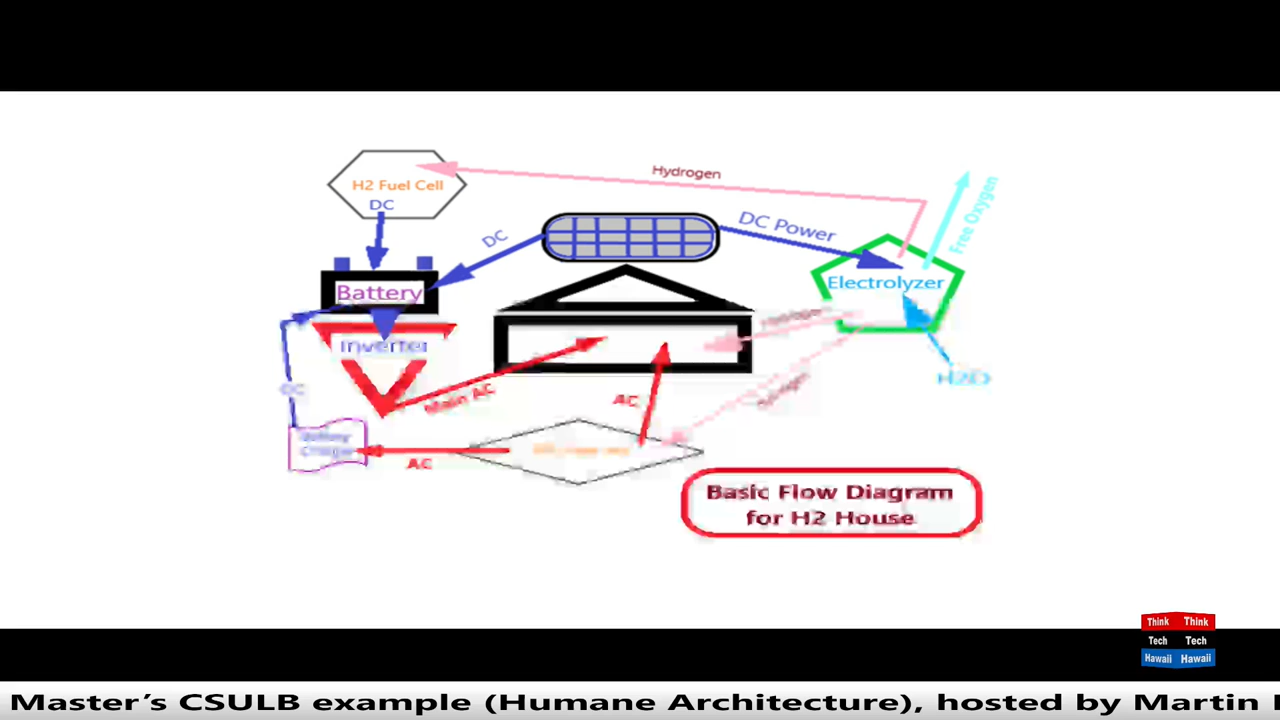 Hydrogen
H2 Fuel Cell
DC
Free Oxygen
DC
DC Power
Electrolyzer
Battery
Inverter
H2O
Main AC
DC
AC
AC
Basic Flow Diagram
for H2 House
Think Think
Tech Tech
Hawaii Hawaii
Master’s CSULB example (Humane Architecture), hosted by Martin